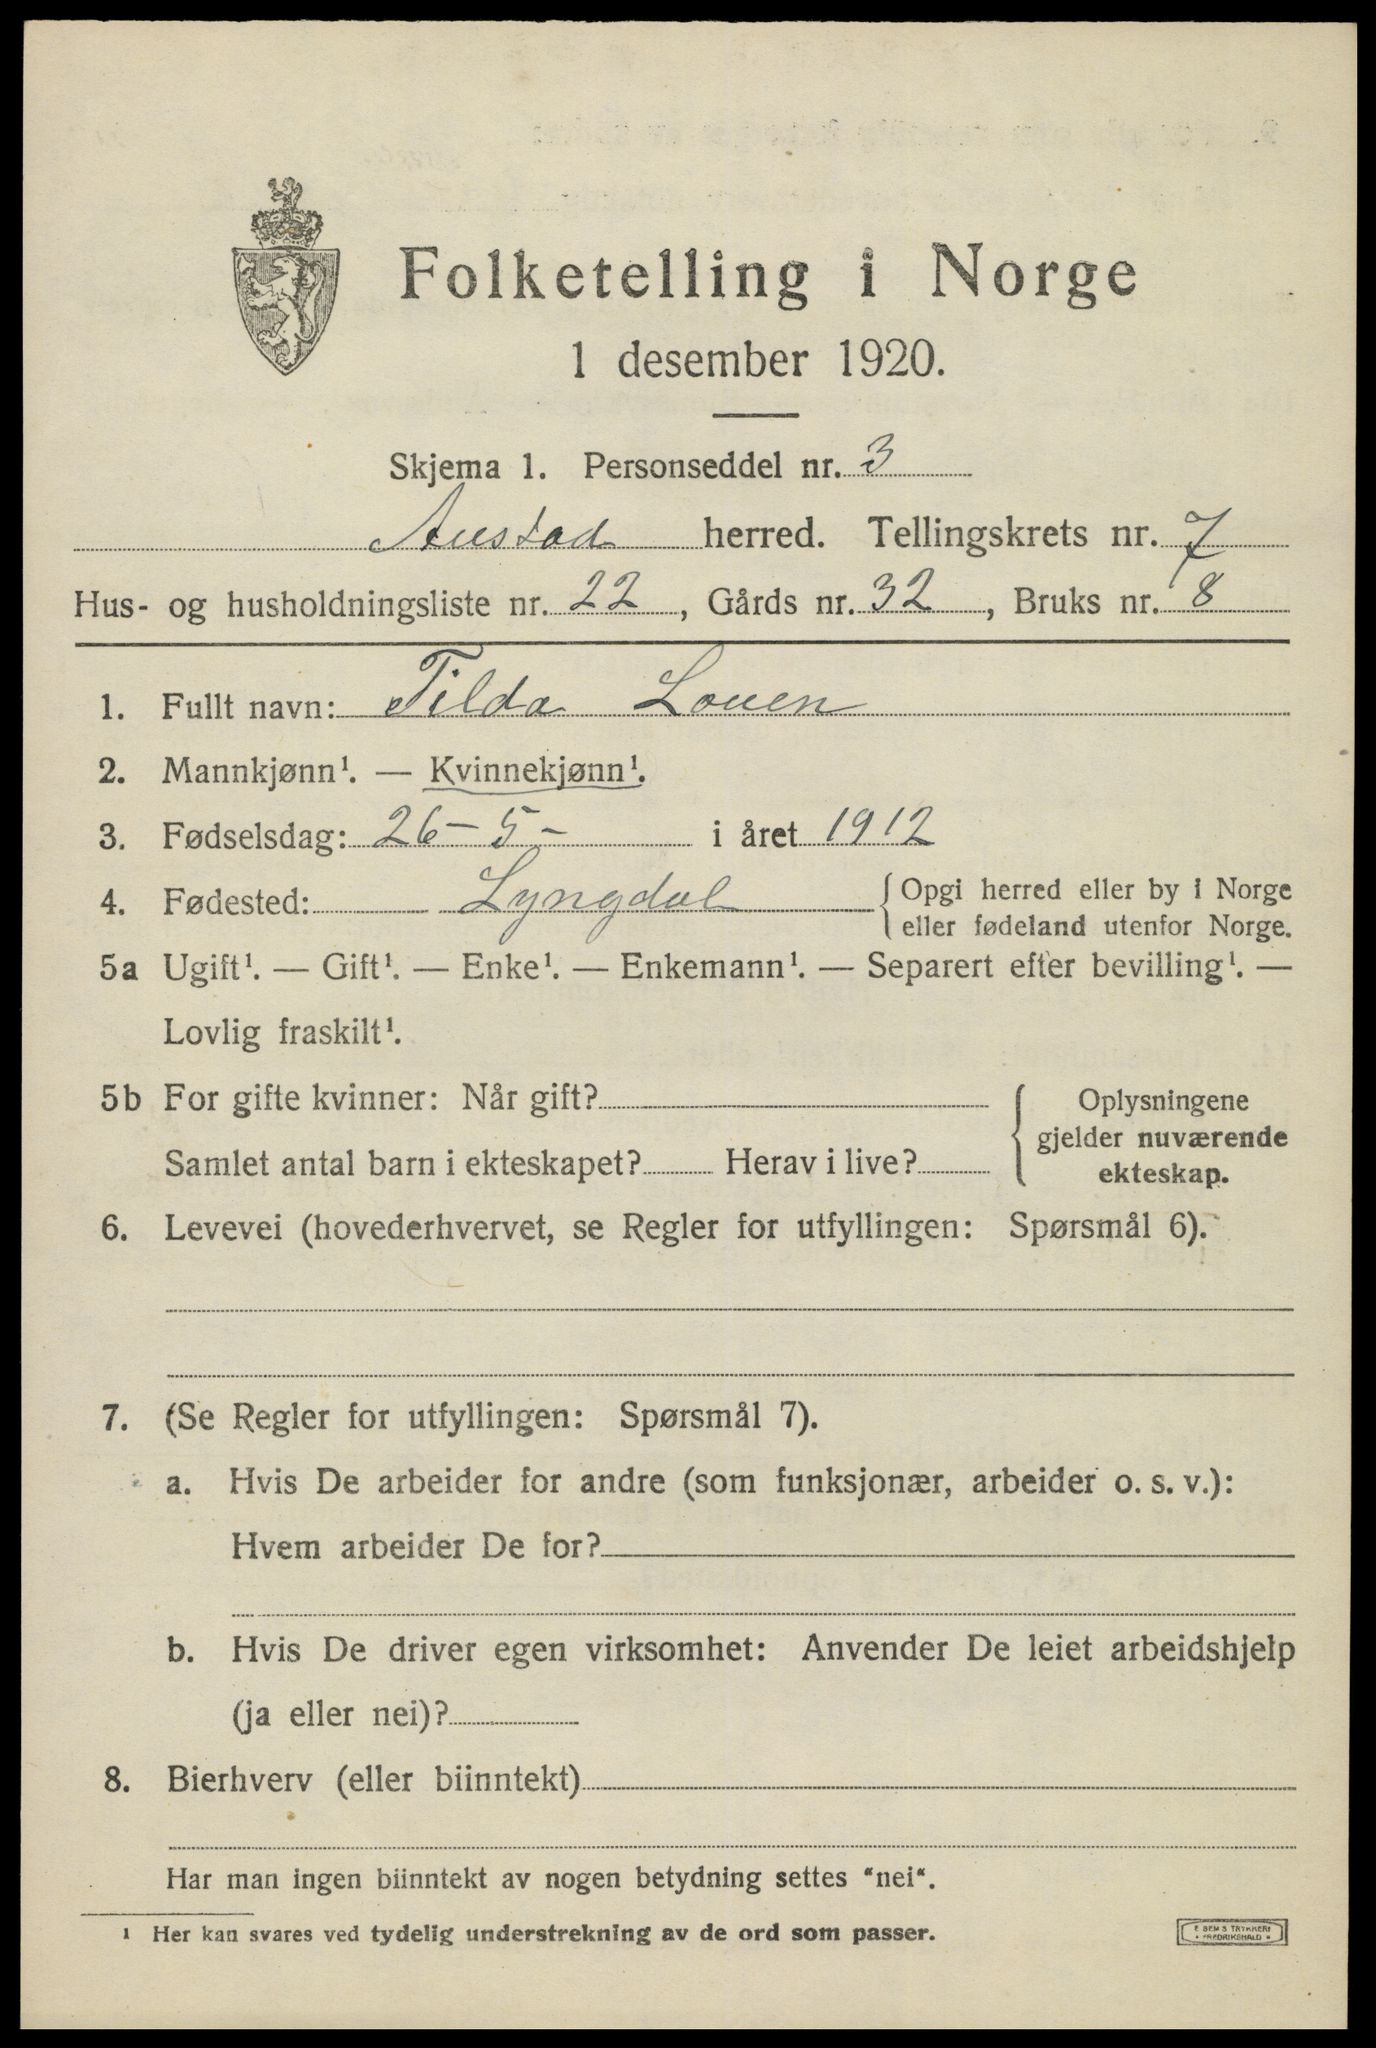 Folketelling i Norge
1 desember 1920.
Skjema 1. Personseddel nr. 3
Austad herred. Tellingskrets nr. 7
Hus- og husholdningsliste nr. 22, Gårds nr. 32, Bruks nr. 8
1. Fullt navn: Tilda Louen
2. Mannkjønn¹. — Kvinnekjønn¹.
3. Fødselsdag: 26 – 5 – i året 1912
4. Fødested: Lyngdal { Opgi herred eller by i Norge
eller fødeland utenfor Norge.
5a Ugift¹. — Gift¹. — Enke¹. — Enkemann¹. — Separert efter bevilling¹. —
Lovlig fraskilt¹.
5b For gifte kvinner: Når gift?
Samlet antal barn i ekteskapet? Herav i live?
{ Oplysningene
gjelder nuværende
ekteskap.
6. Levevei (hovederhvervet, se Regler for utfyllingen: Spørsmål 6).
7. (Se Regler for utfyllingen: Spørsmål 7).
a. Hvis De arbeider for andre (som funksjonær, arbeider o. s. v.):
Hvem arbeider De for?
b. Hvis De driver egen virksomhet: Anvender De leiet arbeidshjelp
(ja eller nei)?
8. Bierhverv (eller biinntekt)
Har man ingen biinntekt av nogen betydning settes "nei".
¹ Her kan svares ved tydelig understrekning av de ord som passer.
E SEM S TRYKKERI
FREDRIKSHALD